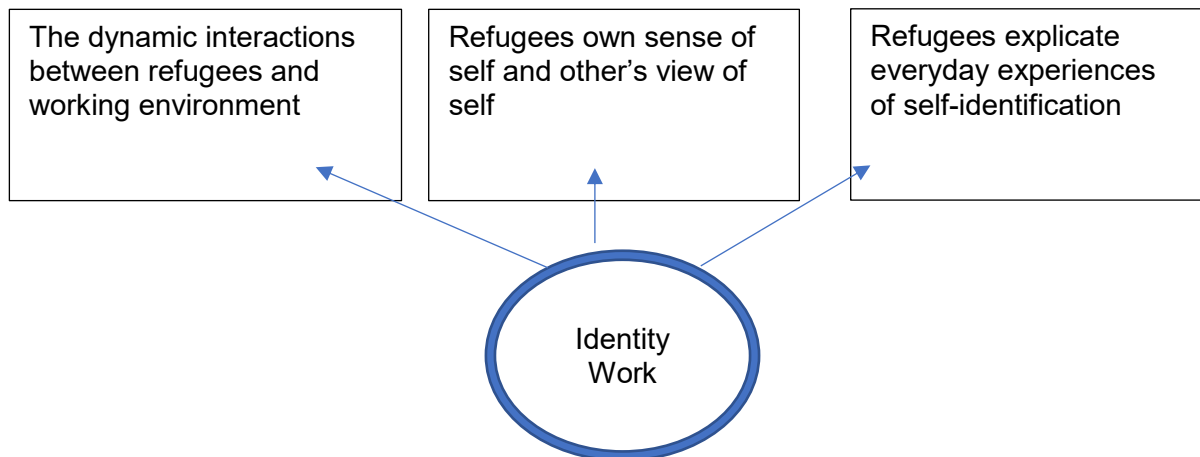 The dynamic interactions
between refugees and
working environment
Refugees own sense of
self and other's view of
self
Refugees explicate
everyday experiences
of self-identification
Identity
Work